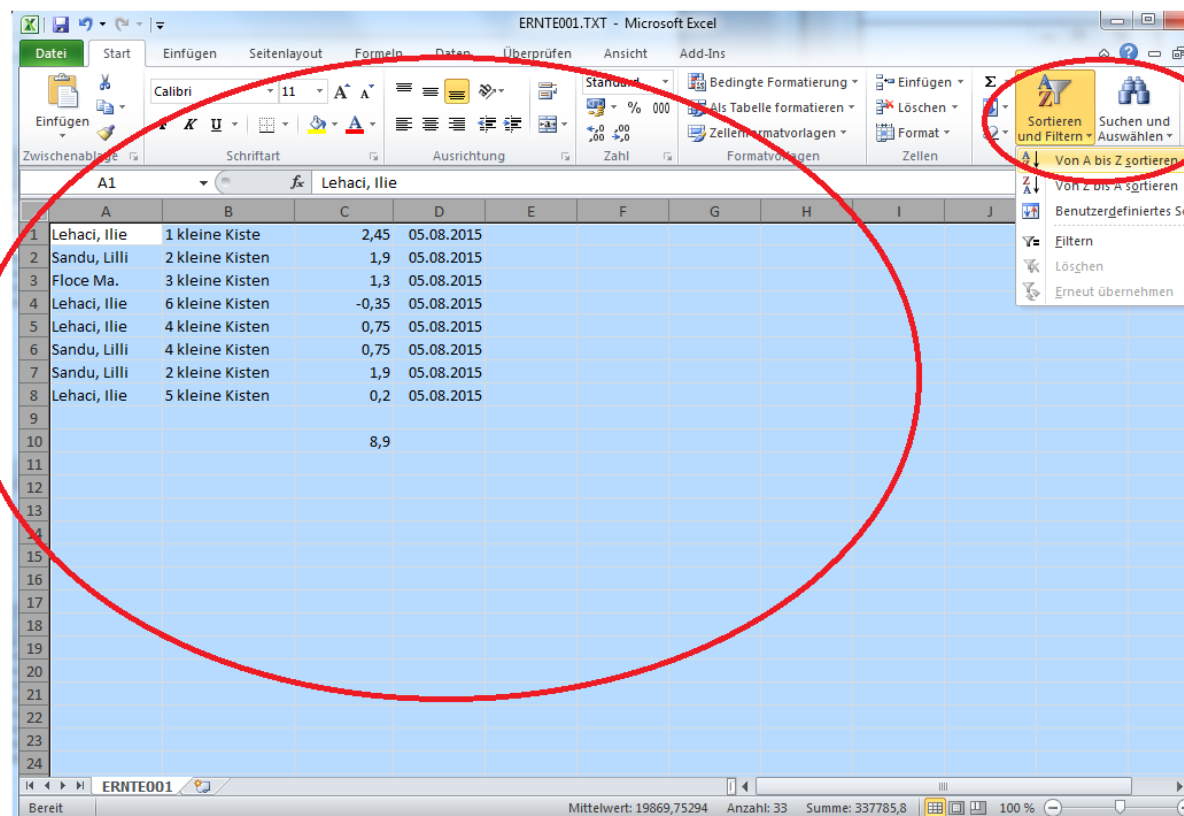 ERNTE001.TXT - Microsoft Excel
Datei Start Einfügen Seitenlayout Formeln Daten Überprüfen Ansicht Add-Ins
Calibri 11 A A Standard Bedingte Formatierung Einfügen Σ
Einfügen F K U A % 000 Als Tabelle formatieren Löschen Sortieren und Filtern Suchen und Auswählen
,00 ,00 ,0 Zellenformatvorlagen Format
Zwischenablage Schriftart Ausrichtung Zahl Formatvorlagen Zellen
Von A bis Z sortieren
Von Z bis A sortieren
Benutzerdefiniertes
Filtern
Löschen
Erneut übernehmen
A1 fx Lehaci, Ilie
A B C D E F G H I J
1 Lehaci, Ilie 1 kleine Kiste 2,45 05.08.2015
2 Sandu, Lilli 2 kleine Kisten 1,9 05.08.2015
3 Floce Ma. 3 kleine Kisten 1,3 05.08.2015
4 Lehaci, Ilie 6 kleine Kisten -0,35 05.08.2015
5 Lehaci, Ilie 4 kleine Kisten 0,75 05.08.2015
6 Sandu, Lilli 4 kleine Kisten 0,75 05.08.2015
7 Sandu, Lilli 2 kleine Kisten 1,9 05.08.2015
8 Lehaci, Ilie 5 kleine Kisten 0,2 05.08.2015
9
10 8,9
11
12
13
14
15
16
17
18
19
20
21
22
23
24
ERNTE001
Bereit Mittelwert: 19869,75294 Anzahl: 33 Summe: 337785,8 100 %